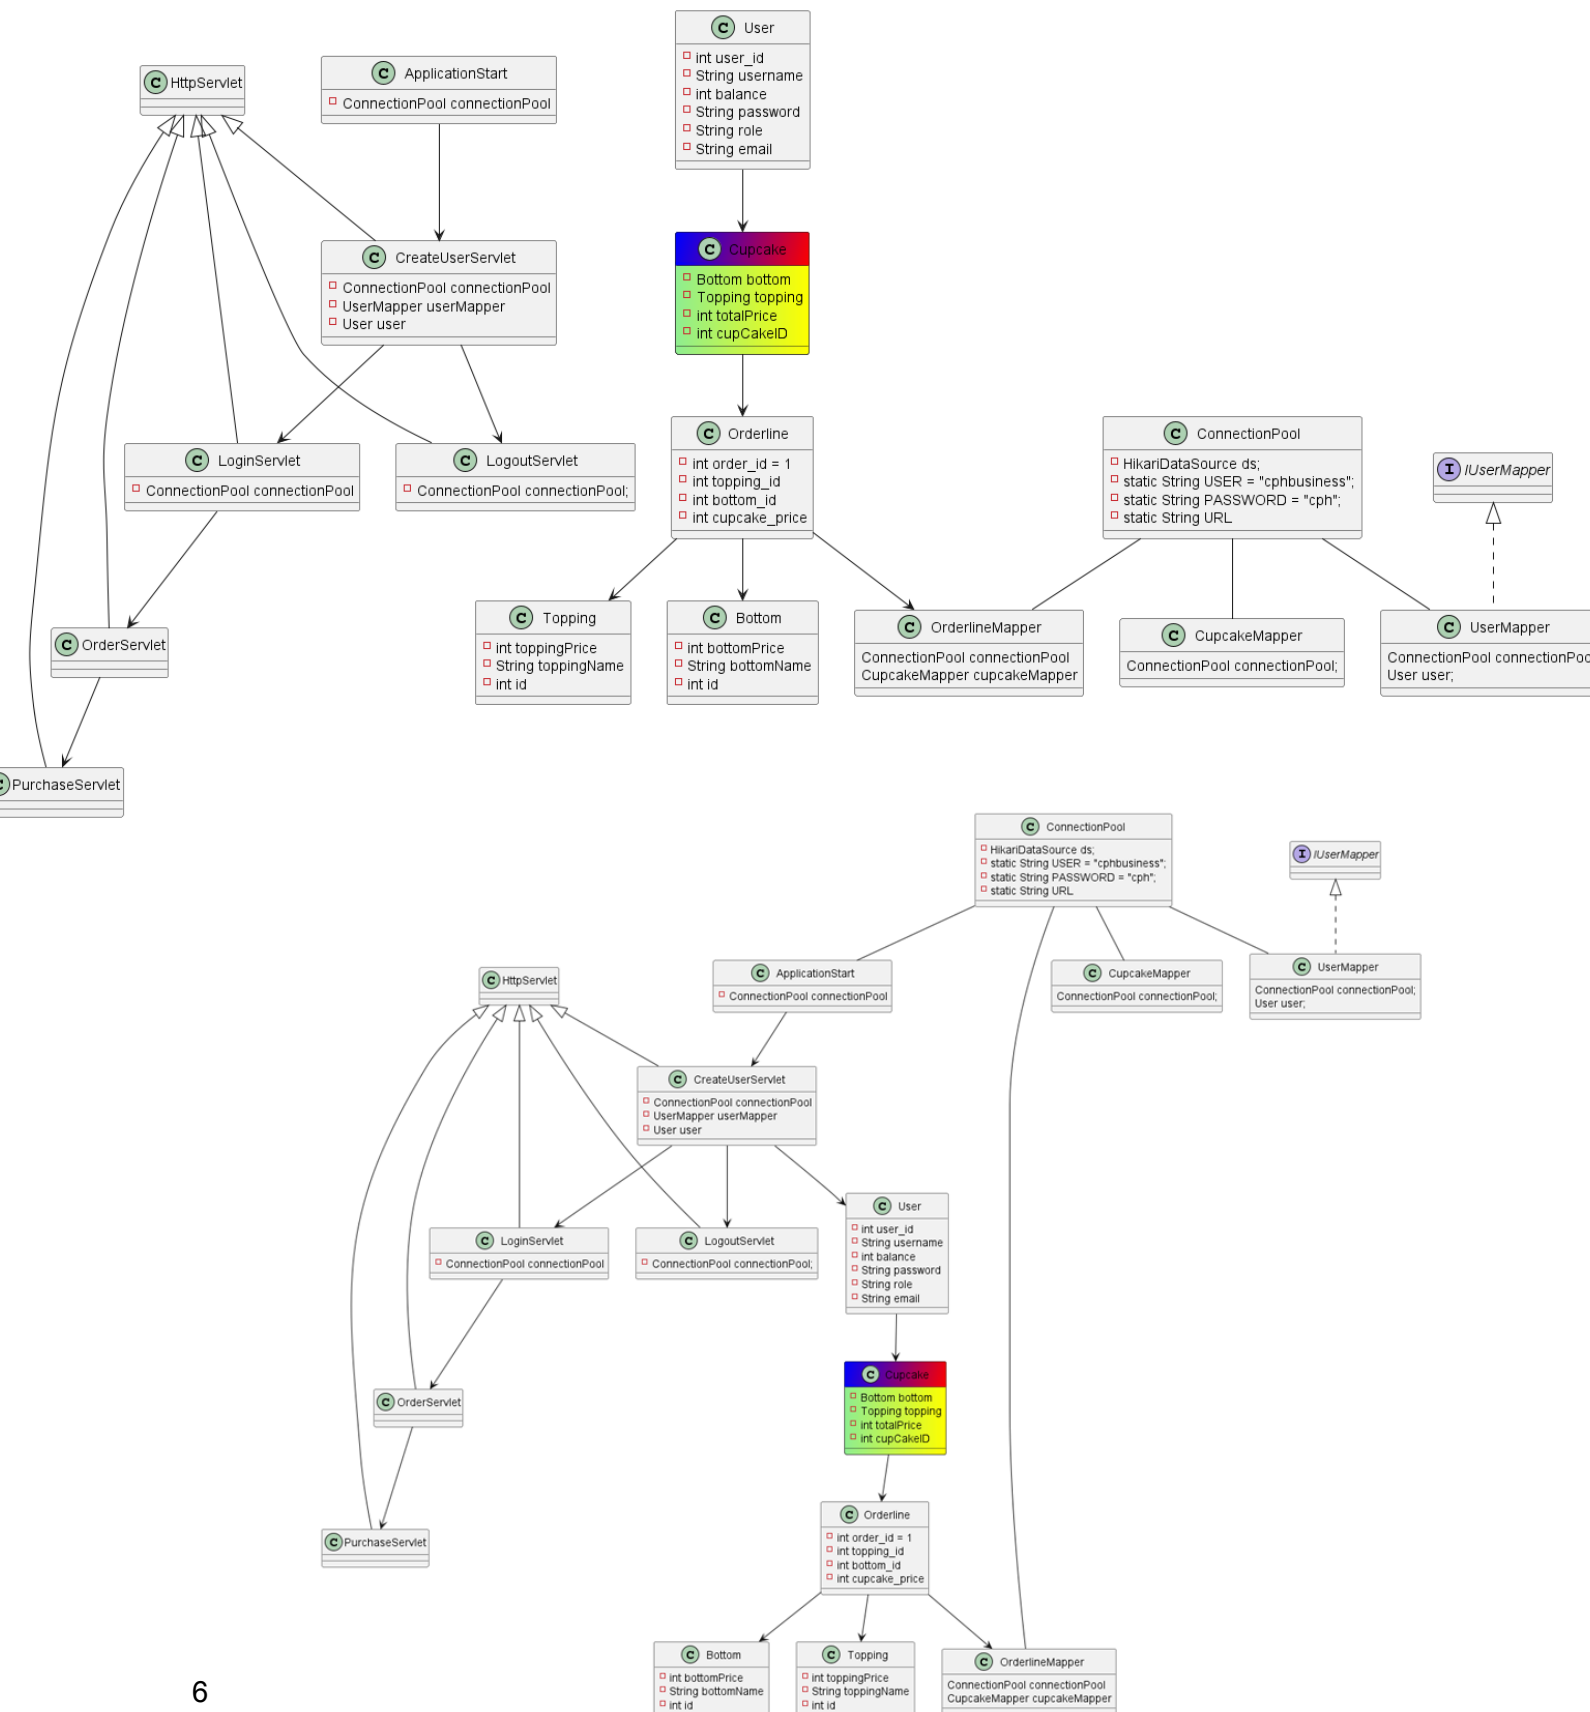 C User
int user_id
String username
int balance
String password
String role
String email
C HttpServlet
C ApplicationStart
ConnectionPool connectionPool
C Cupcake
Bottom bottom
Topping topping
int totalPrice
int cupCakeID
C CreateUserServlet
ConnectionPool connectionPool
UserMapper userMapper
User user
C Orderline
int order_id = 1
int topping_id
int bottom_id
int cupcake_price
C ConnectionPool
HikariDataSource ds;
static String USER = "cphbusiness";
static String PASSWORD = "cph";
static String URL
I IUserMapper
C LoginServlet
ConnectionPool connectionPool
C LogoutServlet
ConnectionPool connectionPool;
C Topping
int toppingPrice
String toppingName
int id
C Bottom
int bottomPrice
String bottomName
int id
C OrderlineMapper
ConnectionPool connectionPool
CupcakeMapper cupcakeMapper
C CupcakeMapper
ConnectionPool connectionPool;
C UserMapper
ConnectionPool connectionPoo
User user;
C OrderServlet
C PurchaseServlet
C ConnectionPool
HikariDataSource ds;
static String USER = "cphbusiness";
static String PASSWORD = "cph";
static String URL
I IUserMapper
C HttpServlet
C ApplicationStart
ConnectionPool connectionPool
C CupcakeMapper
ConnectionPool connectionPool;
C UserMapper
ConnectionPool connectionPool;
User user;
C CreateUserServlet
ConnectionPool connectionPool
UserMapper userMapper
User user
C LoginServlet
ConnectionPool connectionPool
C LogoutServlet
ConnectionPool connectionPool;
C User
int user_id
String username
int balance
String password
String role
String email
C OrderServlet
C Cupcake
Bottom bottom
Topping topping
int totalPrice
int cupCakeID
C PurchaseServlet
C Orderline
int order_id = 1
int topping_id
int bottom_id
int cupcake_price
C Bottom
int bottomPrice
String bottomName
int id
C Topping
int toppingPrice
String toppingName
int id
C OrderlineMapper
ConnectionPool connectionPool
CupcakeMapper cupcakeMapper
6